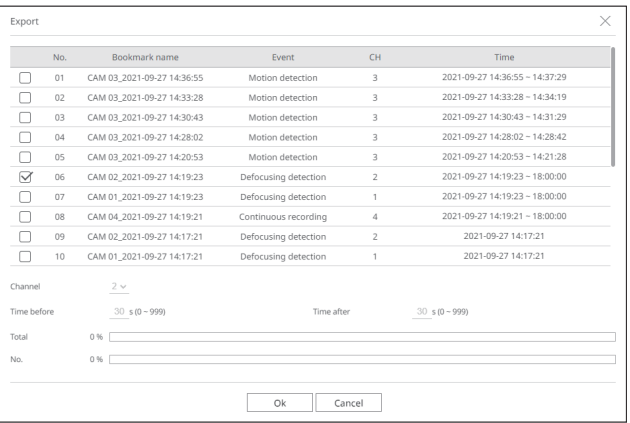 Export
No. Bookmark name Event CH Time
01 CAM 03_2021-09-27 14:36:55 Motion detection 3 2021-09-27 14:36:55 ~ 14:37:29
02 CAM 03_2021-09-27 14:33:28 Motion detection 3 2021-09-27 14:33:28 ~ 14:34:19
03 CAM 03_2021-09-27 14:30:43 Motion detection 3 2021-09-27 14:30:43 ~ 14:31:29
04 CAM 03_2021-09-27 14:28:02 Motion detection 3 2021-09-27 14:28:02 ~ 14:28:42
05 CAM 03_2021-09-27 14:20:53 Motion detection 3 2021-09-27 14:20:53 ~ 14:21:28
06 CAM 02_2021-09-27 14:19:23 Defocusing detection 2 2021-09-27 14:19:23 ~ 18:00:00
07 CAM 01_2021-09-27 14:19:23 Defocusing detection 1 2021-09-27 14:19:23 ~ 18:00:00
08 CAM 04_2021-09-27 14:19:21 Continuous recording 4 2021-09-27 14:19:21 ~ 18:00:00
09 CAM 02_2021-09-27 14:17:21 Defocusing detection 2 2021-09-27 14:17:21
10 CAM 01_2021-09-27 14:17:21 Defocusing detection 1 2021-09-27 14:17:21
Channel 2
Time before 30 s (0 ~ 999) Time after 30 s (0 ~ 999)
Total 0 %
No. 0 %
Ok Cancel